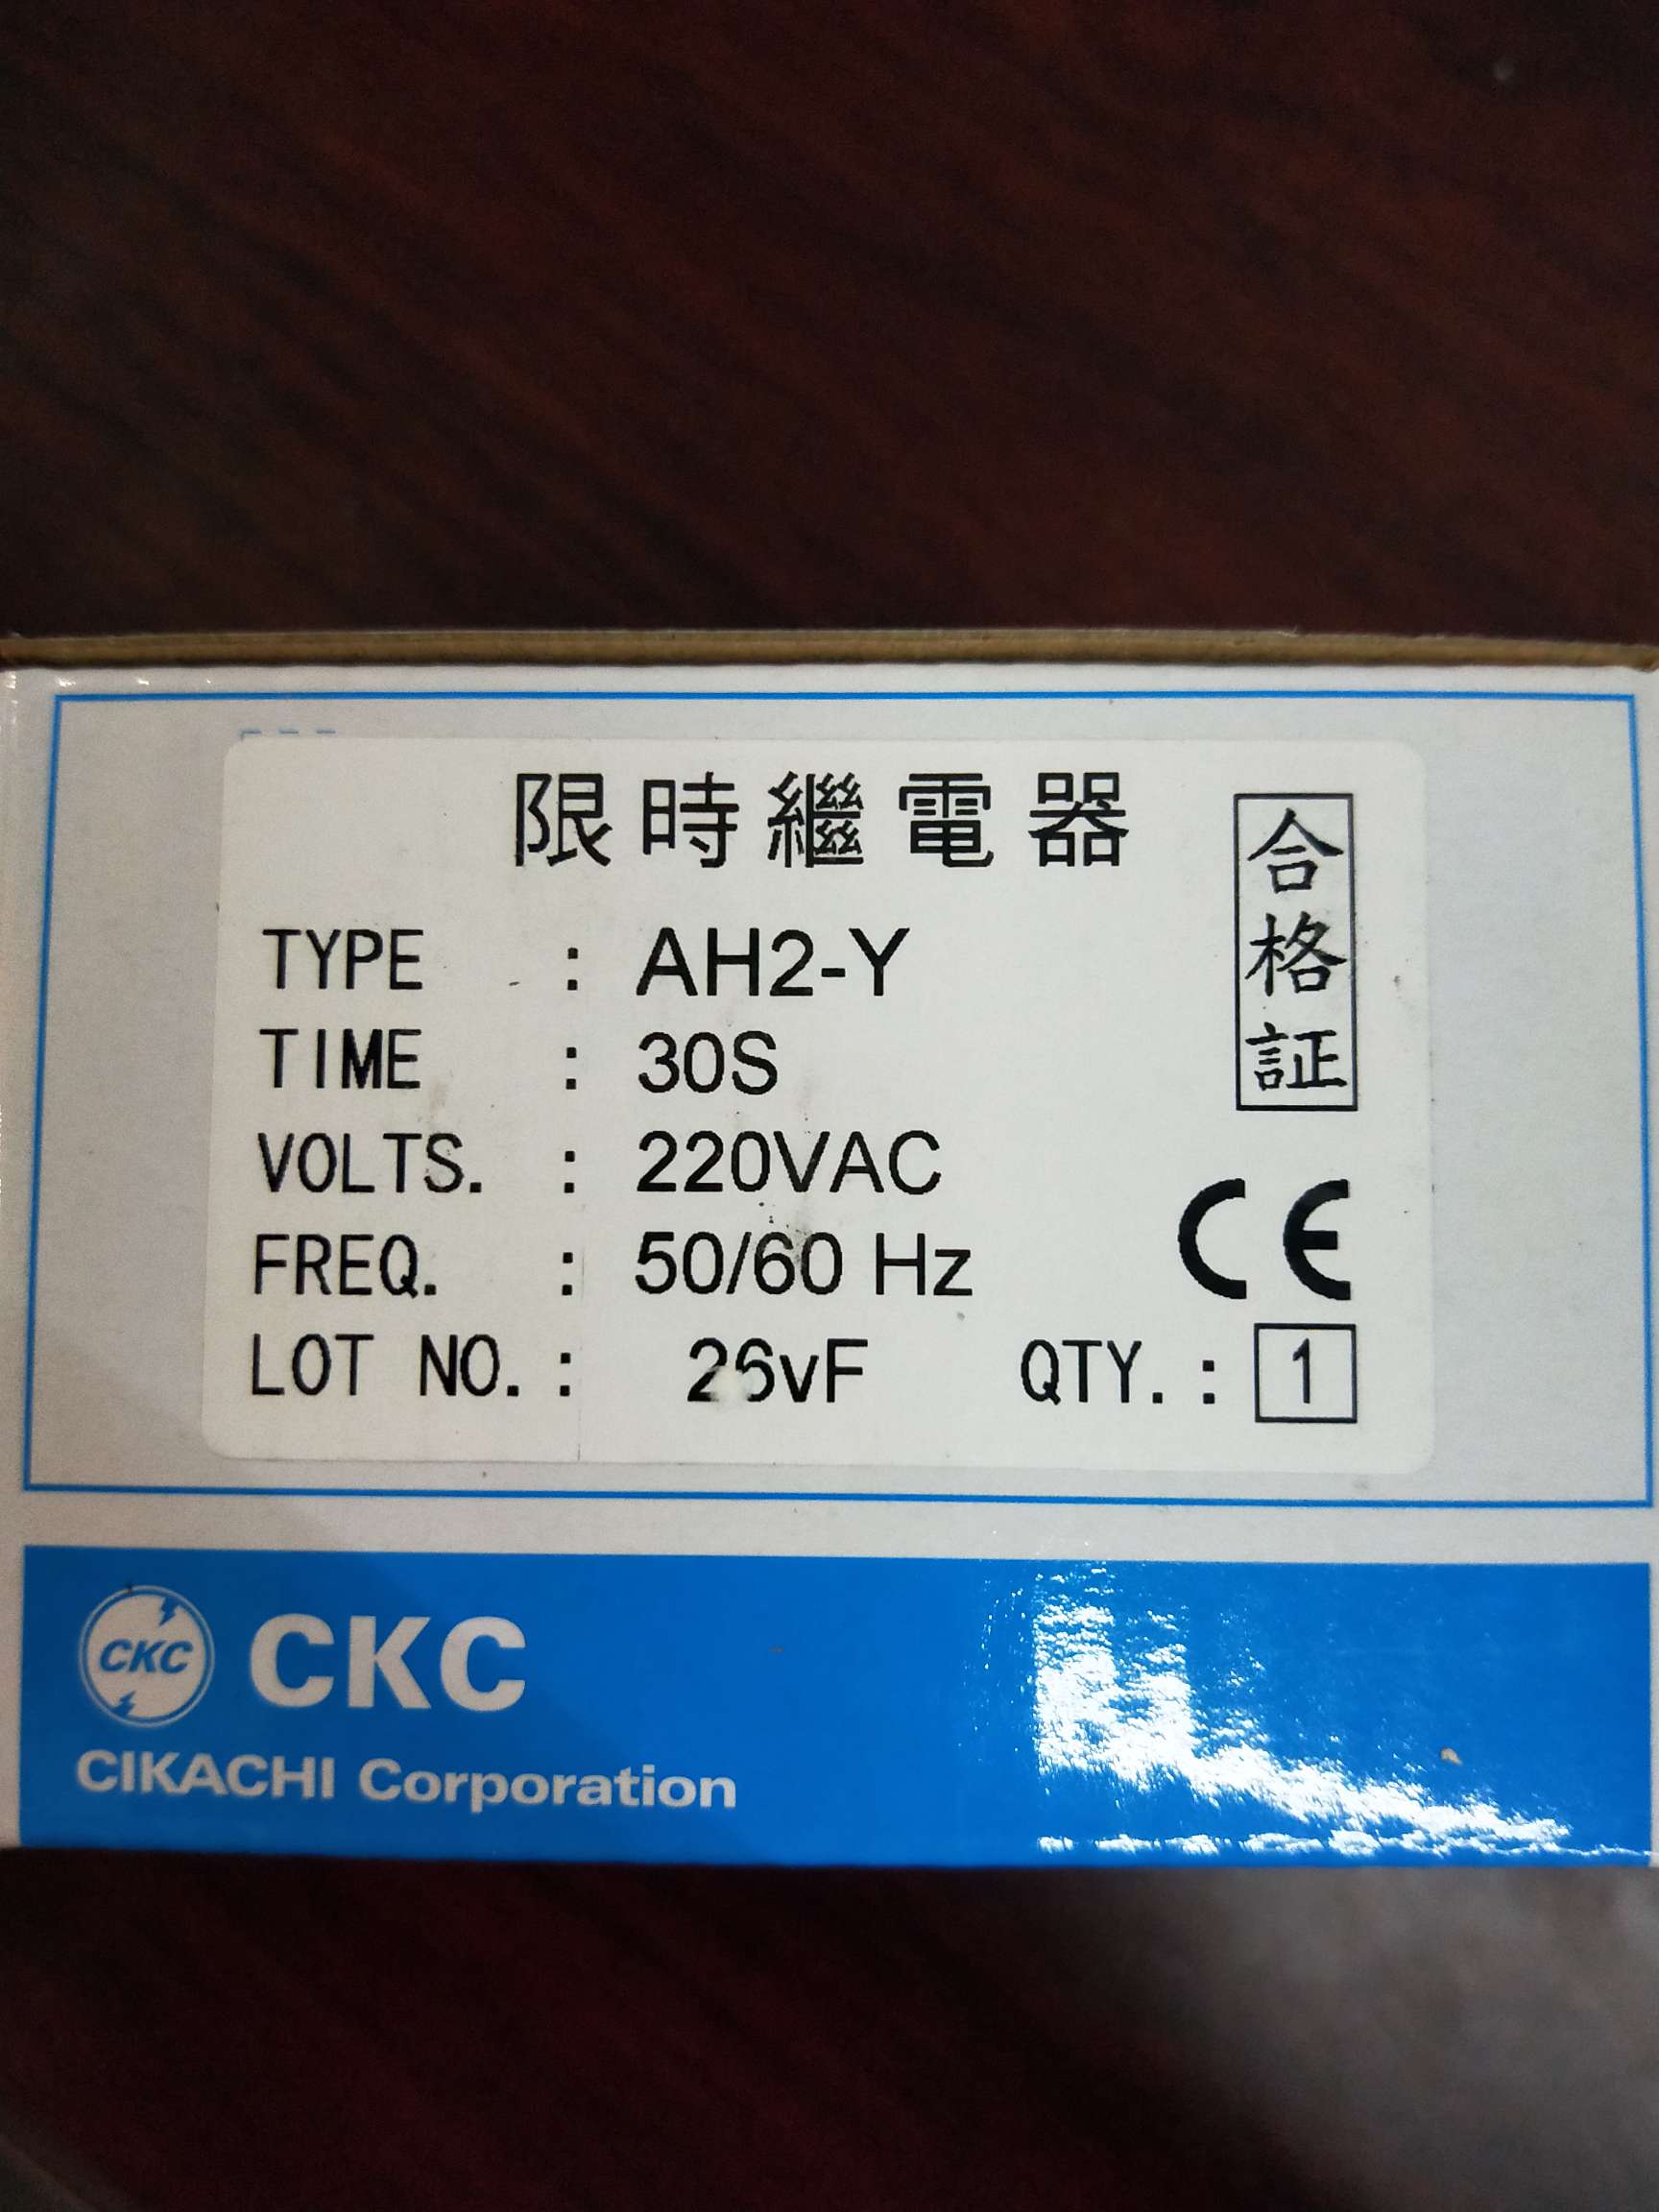 限時繼電器
合格証
TYPE : AH2-Y
TIME : 30S
VOLTS. : 220VAC
FREQ. : 50/60 Hz
CE
LOT NO. : 26vF QTY. : 1
CKC CKC
CIKACHI Corporation